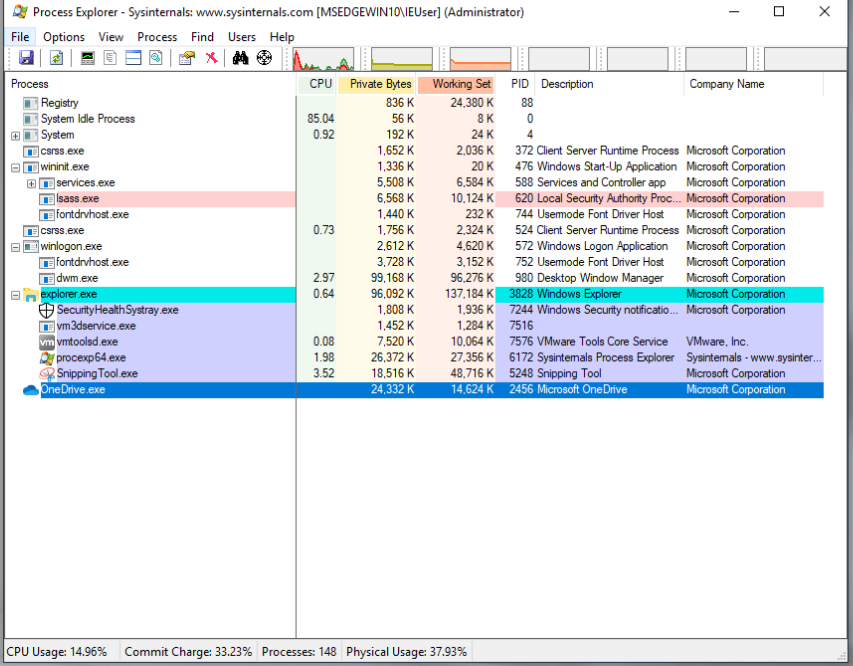 Process Explorer - Sysinternals: www.sysinternals.com [MSEDGEWIN10\IEUser] (Administrator)
File Options View Process Find Users Help
Process CPU Private Bytes Working Set PID Description Company Name
Registry 836 K 24,380 K 88
System Idle Process 85.04 56 K 8 K 0
System 0.92 192 K 24 K 4
csrss.exe 1,652 K 2,036 K 372 Client Server Runtime Process Microsoft Corporation
wininit.exe 1,336 K 20 K 476 Windows Start-Up Application Microsoft Corporation
services.exe 5,508 K 6,584 K 588 Services and Controller app Microsoft Corporation
lsass.exe 6,568 K 10,124 K 620 Local Security Authority Proc... Microsoft Corporation
fontdrvhost.exe 1,440 K 232 K 744 Usermode Font Driver Host Microsoft Corporation
csrss.exe 0.73 1,756 K 2,324 K 524 Client Server Runtime Process Microsoft Corporation
winlogon.exe 2,612 K 4,620 K 572 Windows Logon Application Microsoft Corporation
fontdrvhost.exe 3,728 K 3,152 K 752 Usermode Font Driver Host Microsoft Corporation
dwm.exe 2.97 99,168 K 96,276 K 980 Desktop Window Manager Microsoft Corporation
explorer.exe 0.64 96,092 K 137,184 K 3828 Windows Explorer Microsoft Corporation
SecurityHealthSystray.exe 1,808 K 1,936 K 7244 Windows Security notificatio... Microsoft Corporation
vm3dservice.exe 1,452 K 1,284 K 7516
vm vmtoolsd.exe 0.08 7,520 K 10,064 K 7576 VMware Tools Core Service VMware, Inc.
procexp64.exe 1.98 26,372 K 27,356 K 6172 Sysinternals Process Explorer Sysinternals - www.sysinter...
SnippingTool.exe 3.52 18,516 K 48,716 K 5248 Snipping Tool Microsoft Corporation
OneDrive.exe 24,332 K 14,624 K 2456 Microsoft OneDrive Microsoft Corporation
CPU Usage: 14.96% Commit Charge: 33.23% Processes: 148 Physical Usage: 37.93%